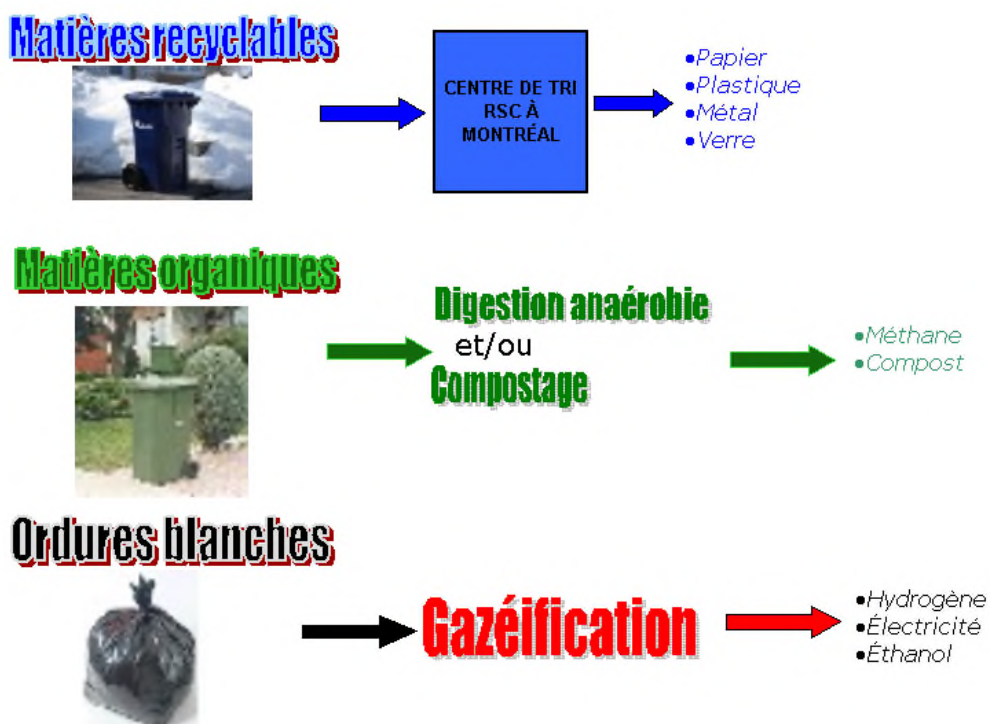 Matières recyclables
CENTRE DE TRI
RSC À
MONTRÉAL
•Papier
•Plastique
•Métal
•Verre
Matières organiques
Digestion anaérobie
et/ou
Compostage
•Méthane
•Compost
Ordures blanches
Gazéification
•Hydrogène
•Électricité
•Éthanol